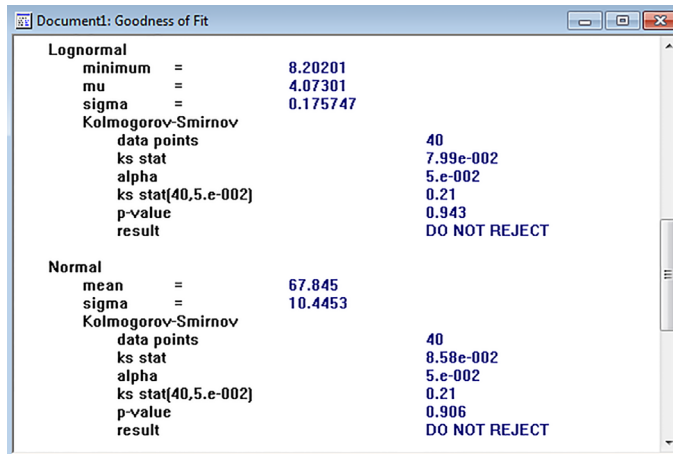 Document1: Goodness of Fit
Lognormal
minimum = 8.20201
mu = 4.07301
sigma = 0.175747
Kolmogorov-Smirnov
data points 40
ks stat 7.99e-002
alpha 5.e-002
ks stat(40,5.e-002) 0.21
p-value 0.943
result DO NOT REJECT
Normal
mean = 67.845
sigma = 10.4453
Kolmogorov-Smirnov
data points 40
ks stat 8.58e-002
alpha 5.e-002
ks stat(40,5.e-002) 0.21
p-value 0.906
result DO NOT REJECT